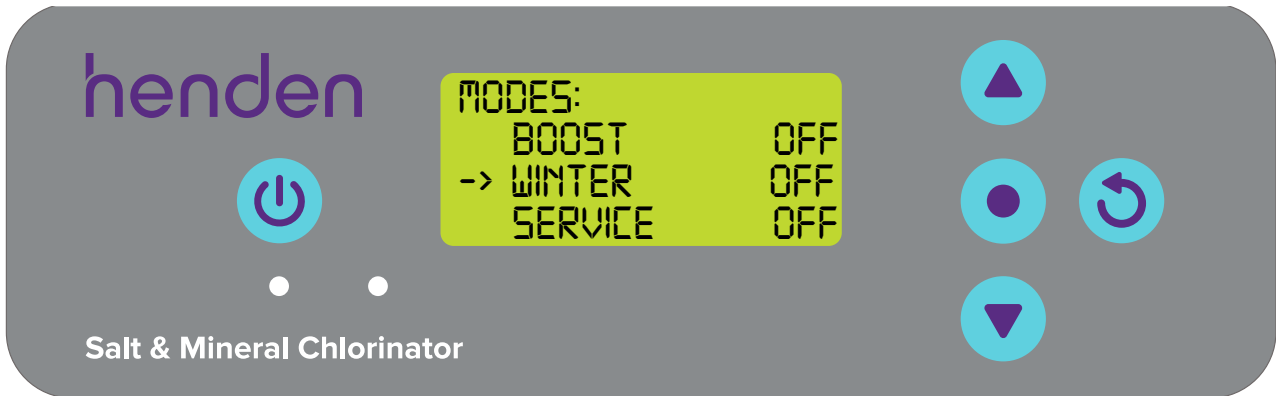 henden
MODES:
BOOST OFF
-> WINTER OFF
SERVICE OFF
Salt & Mineral Chlorinator